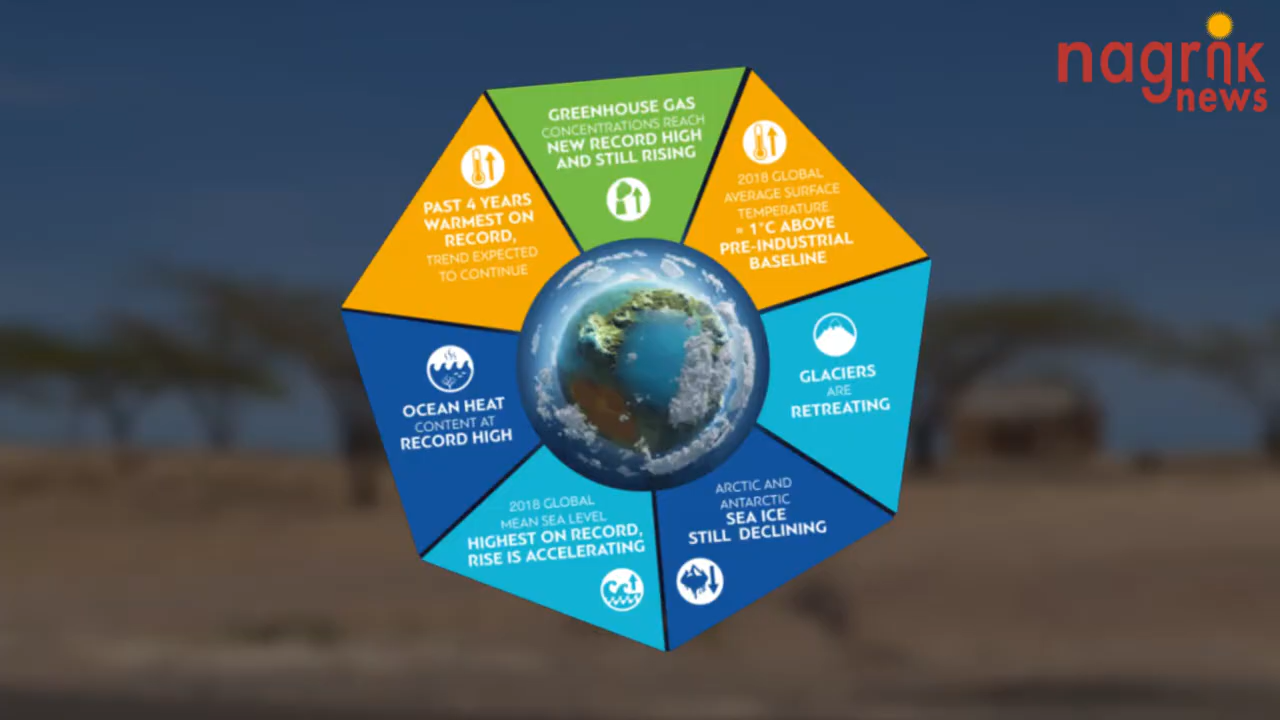 nagrik
news
GREENHOUSE GAS
CONCENTRATIONS REACH
NEW RECORD HIGH
AND STILL RISING
2018 GLOBAL
AVERAGE SURFACE
TEMPERATURE
= 1°C ABOVE
PRE-INDUSTRIAL
BASELINE
GLACIERS
ARE
RETREATING
ARCTIC AND
ANTARCTIC
SEA ICE
STILL DECLINING
2018 GLOBAL
MEAN SEA LEVEL
HIGHEST ON RECORD,
RISE IS ACCELERATING
OCEAN HEAT
CONTENT AT
RECORD HIGH
PAST 4 YEARS
WARMEST ON
RECORD,
TREND EXPECTED
TO CONTINUE